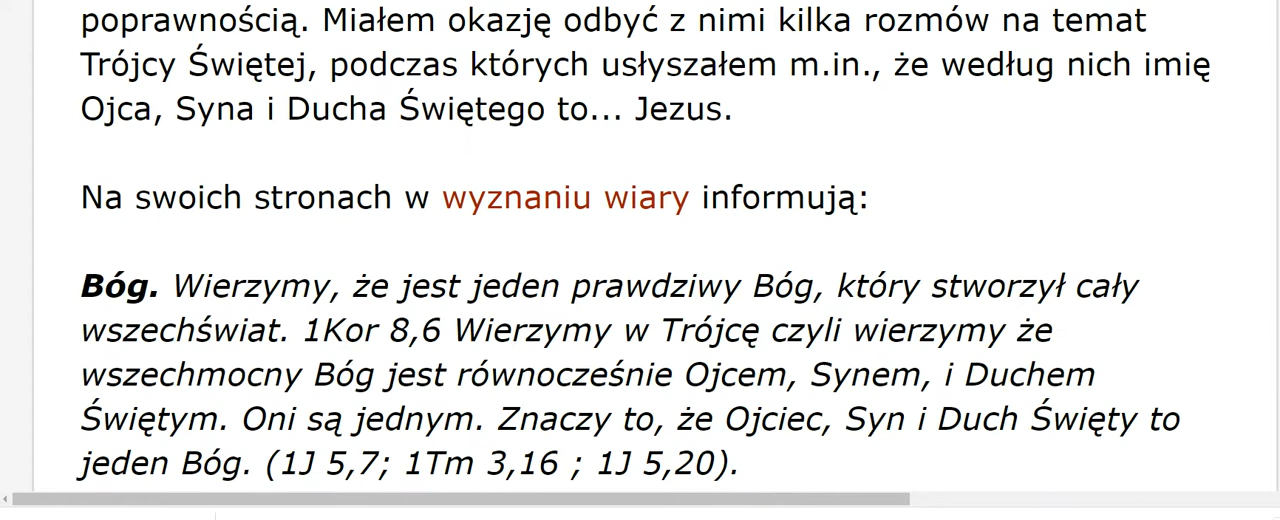 poprawnością. Miałem okazję odbyć z nimi kilka rozmów na temat
Trójcy Świętej, podczas których usłyszałem m.in., że według nich imię
Ojca, Syna i Ducha Świętego to... Jezus.
Na swoich stronach w wyznaniu wiary informują:
Bóg. Wierzymy, że jest jeden prawdziwy Bóg, który stworzył cały
wszechświat. 1Kor 8,6 Wierzymy w Trójcę czyli wierzymy że
wszechmocny Bóg jest równocześnie Ojcem, Synem, i Duchem
Świętym. Oni są jednym. Znaczy to, że Ojciec, Syn i Duch Święty to
jeden Bóg. (1J 5,7; 1Tm 3,16 ; 1J 5,20).